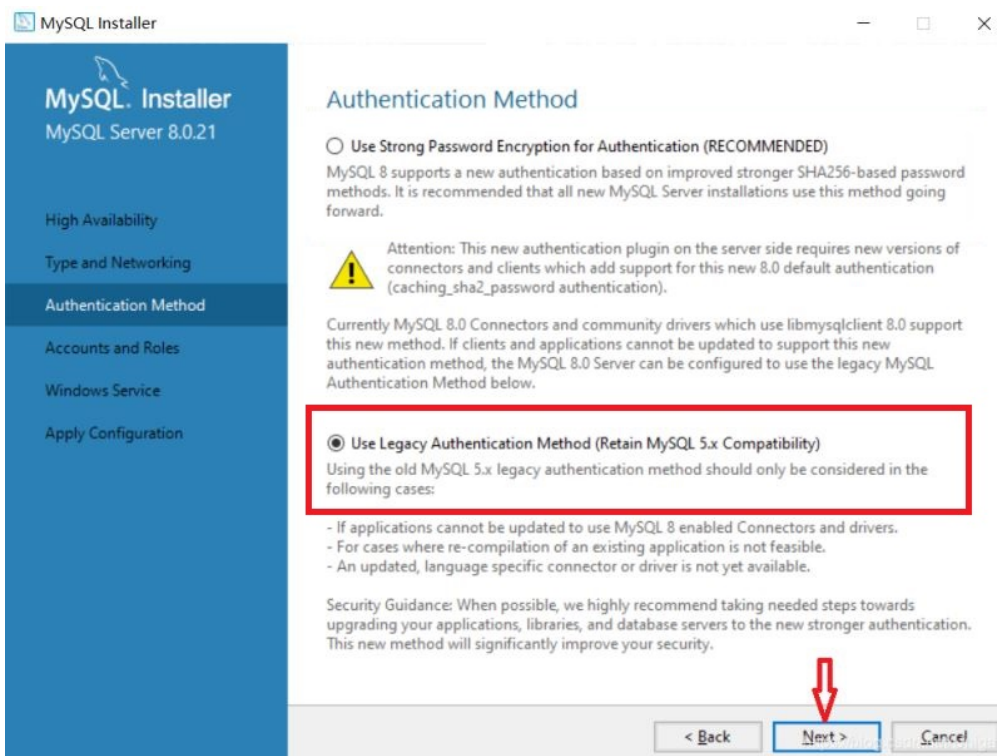 MySQL Installer
MySQL. Installer
MySQL Server 8.0.21
High Availability
Type and Networking
Authentication Method
Accounts and Roles
Windows Service
Apply Configuration
Authentication Method
Use Strong Password Encryption for Authentication (RECOMMENDED)
MySQL 8 supports a new authentication based on improved stronger SHA256-based password
methods. It is recommended that all new MySQL Server installations use this method going
forward.
Attention: This new authentication plugin on the server side requires new versions of
connectors and clients which add support for this new 8.0 default authentication
(caching_sha2_password authentication).
Currently MySQL 8.0 Connectors and community drivers which use libmysqlclient 8.0 support
this new method. If clients and applications cannot be updated to support this new
authentication method, the MySQL 8.0 Server can be configured to use the legacy MySQL
Authentication Method below.
Use Legacy Authentication Method (Retain MySQL 5.x Compatibility)
Using the old MySQL 5.x legacy authentication method should only be considered in the
following cases:
- If applications cannot be updated to use MySQL 8 enabled Connectors and drivers.
- For cases where re-compilation of an existing application is not feasible.
- An updated, language specific connector or driver is not yet available.
Security Guidance: When possible, we highly recommend taking needed steps towards
upgrading your applications, libraries, and database servers to the new stronger authentication.
This new method will significantly improve your security.
< Back
Next >
Cancel